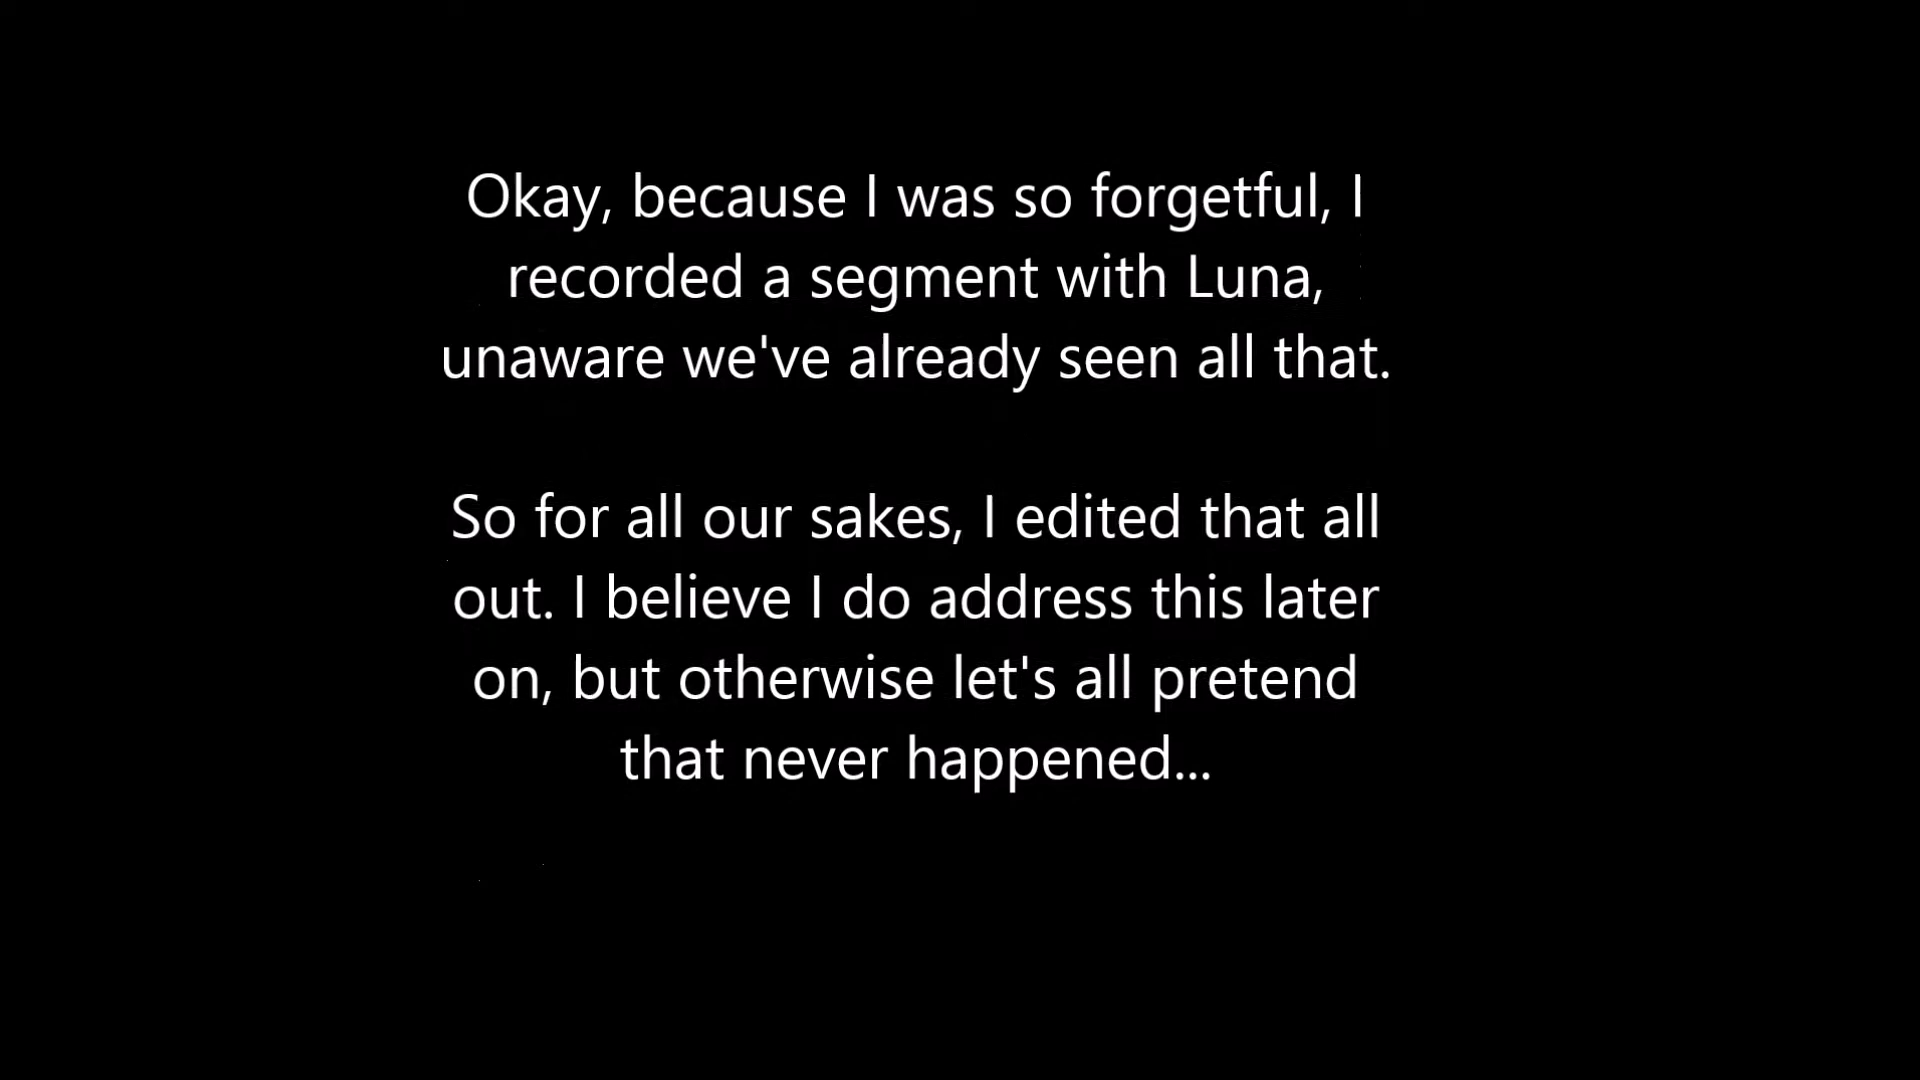 Okay, because I was so forgetful, I
recorded a segment with Luna,
unaware we've already seen all that.
So for all our sakes, I edited that all
out. I believe I do address this later
on, but otherwise let's all pretend
that never happened...